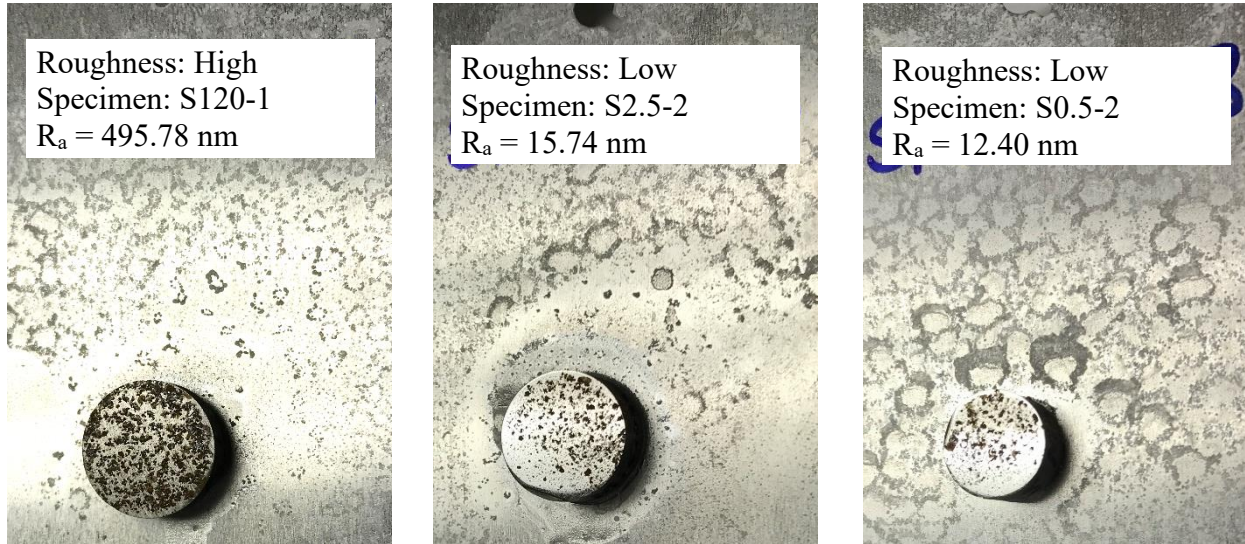 Roughness: High
Specimen: S120-1
Rₐ = 495.78 nm
Roughness: Low
Specimen: S2.5-2
Rₐ = 15.74 nm
Roughness: Low
Specimen: S0.5-2
Rₐ = 12.40 nm